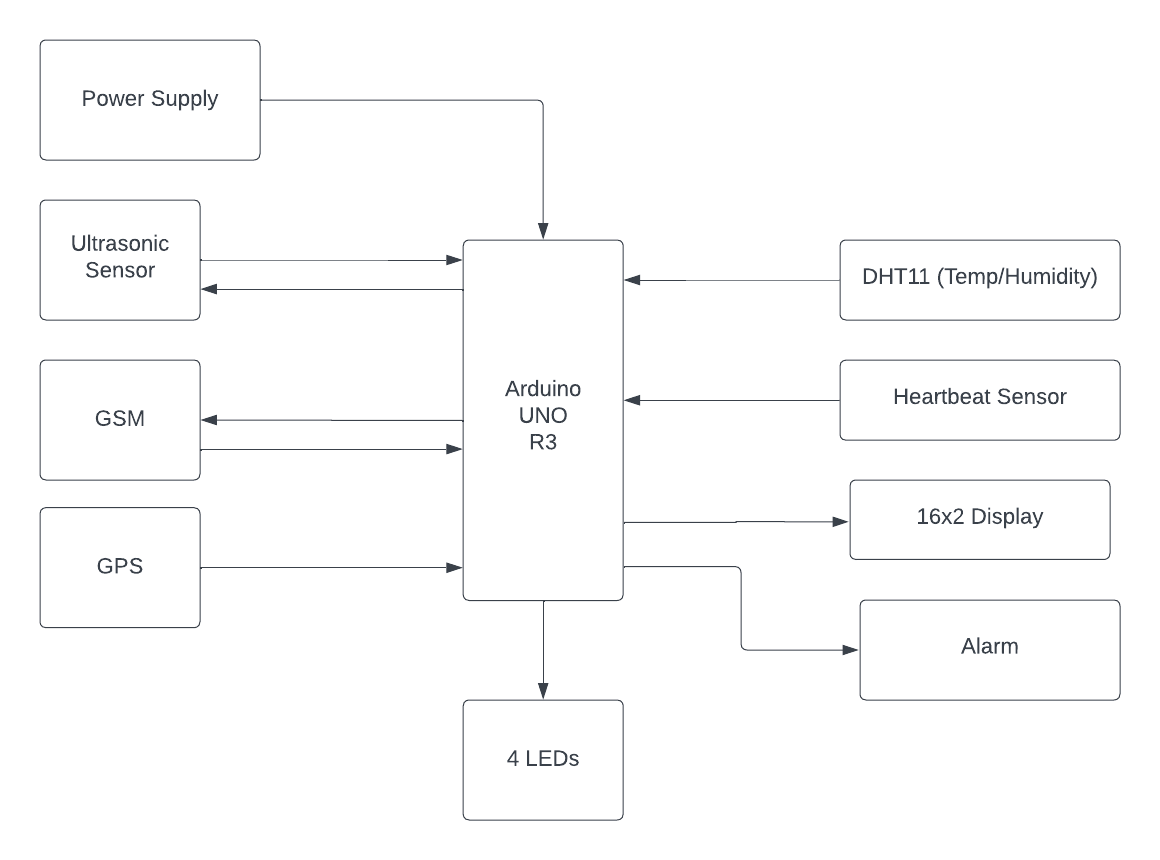 Power Supply
Ultrasonic
Sensor
GSM
GPS
Arduino
UNO
R3
4 LEDs
DHT11 (Temp/Humidity)
Heartbeat Sensor
16x2 Display
Alarm